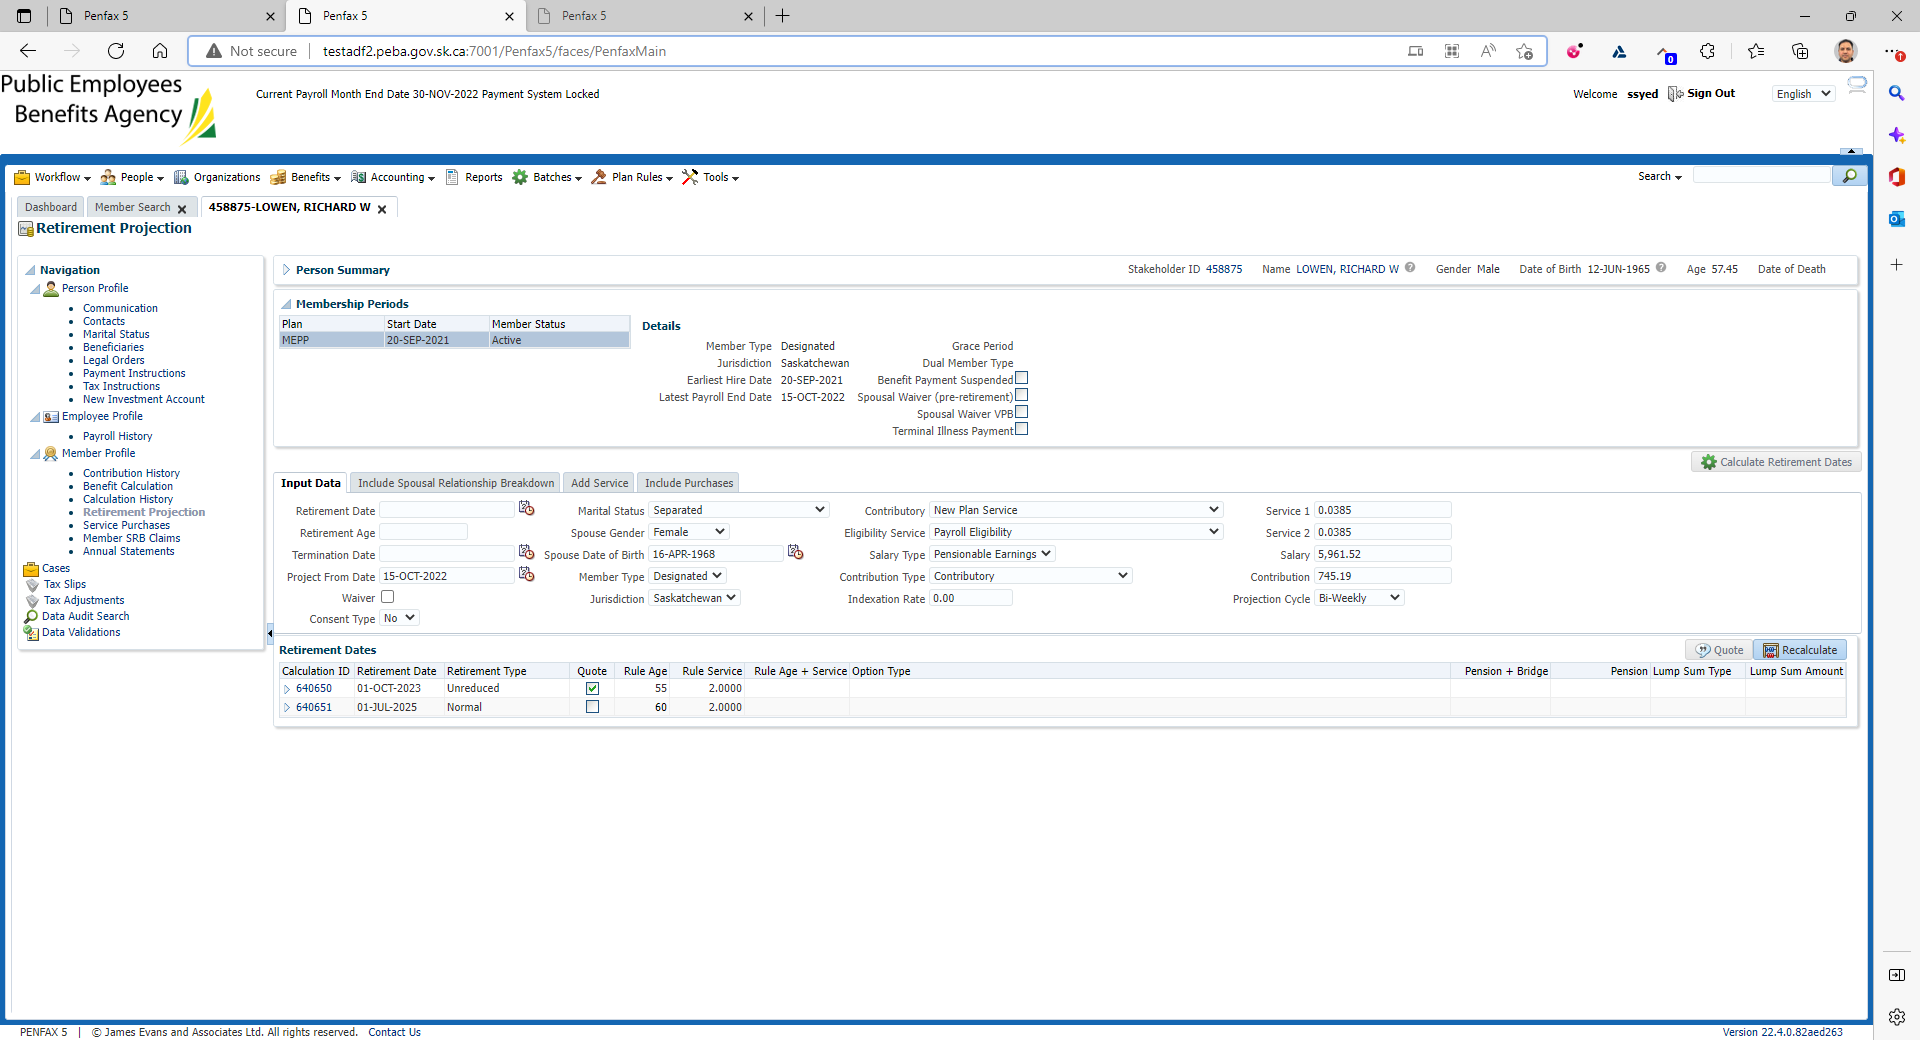 Penfax 5
Penfax 5
Penfax 5
Not secure testadf2.peba.gov.sk.ca:7001/Penfax5/faces/PenfaxMain
0
Public Employees
Benefits Agency
Current Payroll Month End Date 30-NOV-2022 Payment System Locked
Welcome ssyed Sign Out English
Workflow People Organizations Benefits Accounting Reports Batches Plan Rules Tools Search
Dashboard Member Search 458875-LOWEN, RICHARD W
Retirement Projection
Navigation
Person Profile
Communication
Contacts
Marital Status
Beneficiaries
Legal Orders
Payment Instructions
Tax Instructions
New Investment Account
Employee Profile
Payroll History
Member Profile
Contribution History
Benefit Calculation
Calculation History
Retirement Projection
Service Purchases
Member SRB Claims
Annual Statements
Cases
Tax Slips
Tax Adjustments
Data Audit Search
Data Validations
Person Summary Stakeholder ID 458875 Name LOWEN, RICHARD W Gender Male Date of Birth 12-JUN-1965 Age 57.45 Date of Death
Membership Periods
Plan Start Date Member Status
MEPP 20-SEP-2021 Active
Details
Member Type Designated Grace Period
Jurisdiction Saskatchewan Dual Member Type
Earliest Hire Date 20-SEP-2021 Benefit Payment Suspended
Latest Payroll End Date 15-OCT-2022 Spousal Waiver (pre-retirement)
Spousal Waiver VPB
Terminal Illness Payment
Calculate Retirement Dates
Input Data Include Spousal Relationship Breakdown Add Service Include Purchases
Retirement Date Marital Status Separated Contributory New Plan Service Service 1 0.0385
Retirement Age Spouse Gender Female Eligibility Service Payroll Eligibility Service 2 0.0385
Termination Date Spouse Date of Birth 16-APR-1968 Salary Type Pensionable Earnings Salary 5,961.52
Project From Date 15-OCT-2022 Member Type Designated Contribution Type Contributory Contribution 745.19
Waiver Jurisdiction Saskatchewan Indexation Rate 0.00 Projection Cycle Bi-Weekly
Consent Type No
Retirement Dates Quote Recalculate
Calculation ID Retirement Date Retirement Type Quote Rule Age Rule Service Rule Age + Service Option Type Pension + Bridge Pension Lump Sum Type Lump Sum Amount
640650 01-OCT-2023 Unreduced 55 2.0000
640651 01-JUL-2025 Normal 60 2.0000
PENFAX 5 | © James Evans and Associates Ltd. All rights reserved. Contact Us Version 22.4.0.82aed263